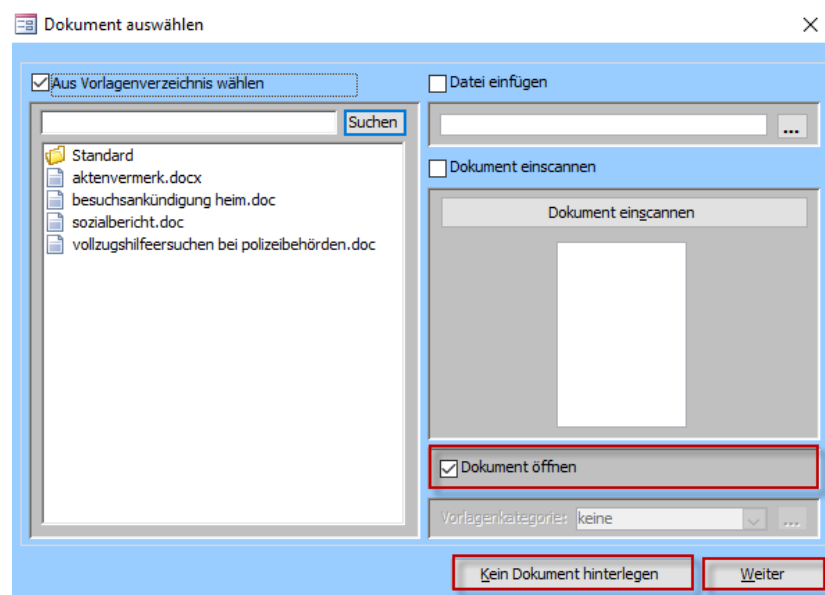 Dokument auswählen
Aus Vorlagenverzeichnis wählen
Suchen
Standard
aktenvermerk.docx
besuchsankündigung heim.doc
sozialbericht.doc
vollzugshilfeersuchen bei polizeibehörden.doc
Datei einfügen
...
Dokument einscannen
Dokument einscannen
Dokument öffnen
Vorlagenkategorie: keine
...
Kein Dokument hinterlegen
Weiter